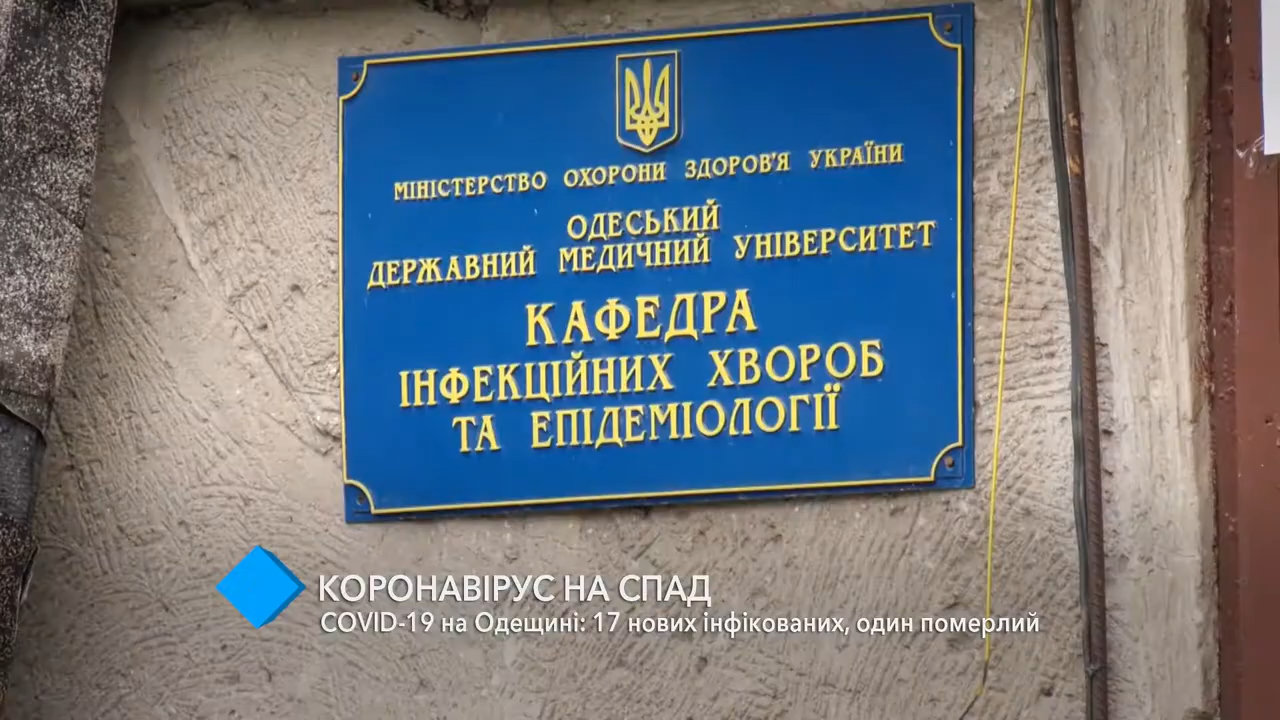 МІНІСТЕРСТВО ОХОРОНИ ЗДОРОВ'Я УКРАЇНИ
ОДЕСЬКИЙ
ДЕРЖАВНИЙ МЕДИЧНИЙ УНІВЕРСИТЕТ
КАФЕДРА
ІНФЕКЦІЙНИХ ХВОРОБ
ТА ЕПІДЕМІОЛОГІЇ
КОРОНАВІРУС НА СПАД
COVID-19 на Одещині: 17 нових інфікованих, один померлий